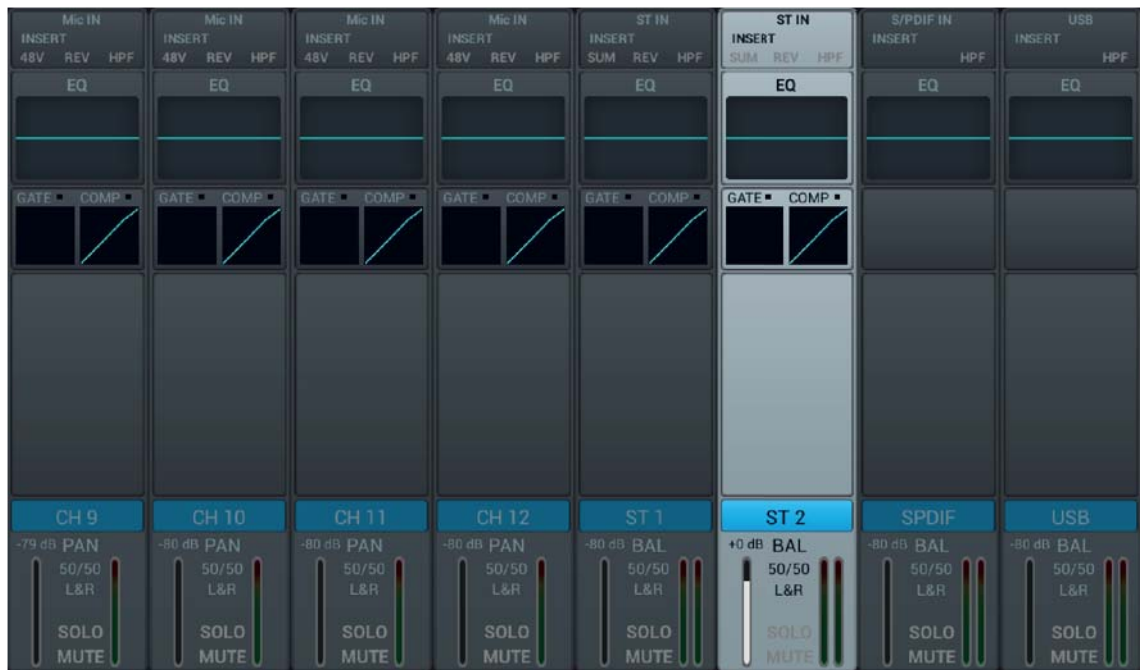 Mic IN Mic IN Mic IN Mic IN ST IN ST IN S/PDIF IN USB
INSERT INSERT INSERT INSERT INSERT INSERT INSERT INSERT
48V REV HPF 48V REV HPF 48V REV HPF 48V REV HPF SUM REV HPF SUM REV HPF HPF HPF
EQ EQ EQ EQ EQ EQ EQ EQ
GATE COMP GATE COMP GATE COMP GATE COMP GATE COMP GATE COMP
CH 9 CH 10 CH 11 CH 12 ST 1 ST 2 SPDIF USB
-79 dB PAN -80 dB PAN -80 dB PAN -80 dB PAN -80 dB BAL +0 dB BAL -80 dB BAL -80 dB BAL
50/50 50/50 50/50 50/50 50/50 50/50 50/50 50/50
L&R L&R L&R L&R L&R L&R L&R L&R
SOLO SOLO SOLO SOLO SOLO SOLO SOLO SOLO
MUTE MUTE MUTE MUTE MUTE MUTE MUTE MUTE